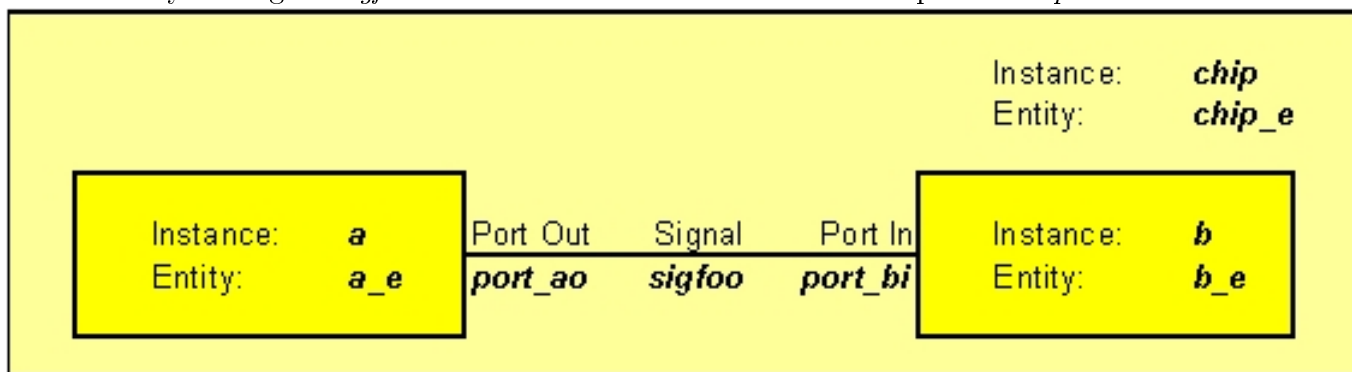 Instance: chip
Entity: chip_e
Instance: a
Entity: a_e
Port Out Signal Port In
port_ao sigfoo port_bi
Instance: b
Entity: b_e